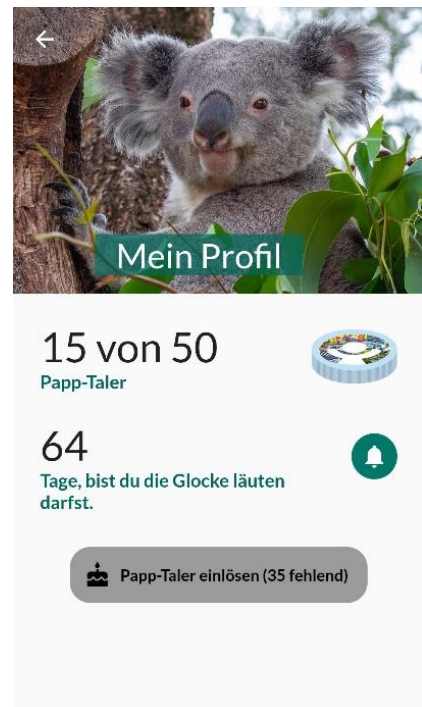 Mein Profil
15 von 50
Papp-Taler
64
Tage, bist du die Glocke läuten
darfst.
Papp-Taler einlösen (35 fehlend)